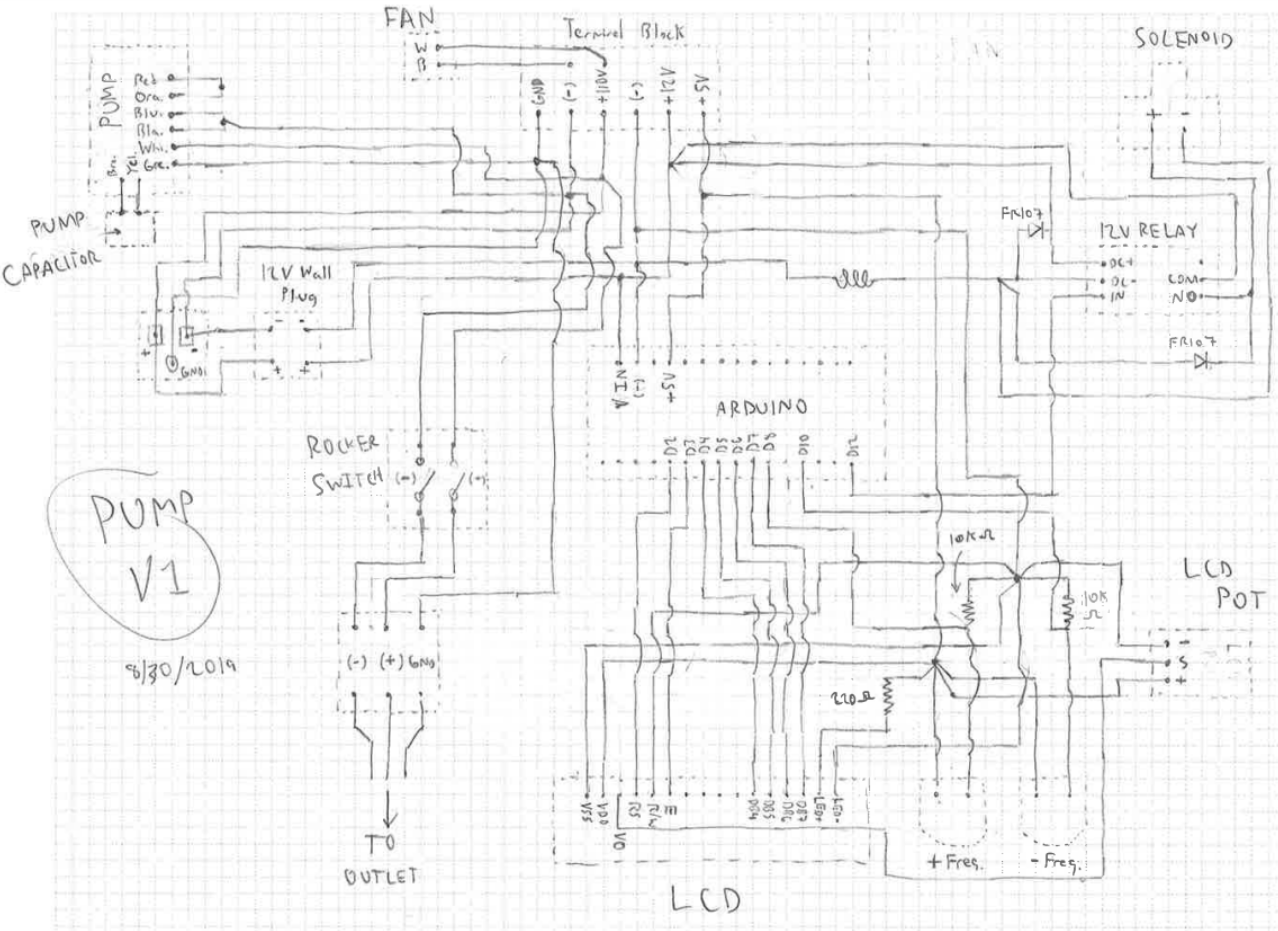 FAN
W
B
Terminal Block
GND
(-)
+110V
(-)
+12V
+5V
SOLENOID
+ -
PUMP
Red
Ora.
Blu.
Bla.
Whi.
Gre.
Bro.
Yel.
PUMP
CAPACITOR
12V Wall
Plug
- -
+ +
+ -
GND
FR107
12V RELAY
DC+
DC-
IN
COM
NO
FR107
VIN
(-)
+5V
ARDUINO
D2
D3
D4
D5
D6
D7
D8
D10
D12
ROCKER
SWITCH
(-)
(+)
PUMP
V1
8/30/2019
10KΩ
10K
Ω
LCD
POT
-
S
+
(-) (+) GND
220Ω
VSS
VDD
VO
RS
R/W
E
DB4
DB5
DB6
DB7
LED+
LED-
+ Freq.
- Freq.
TO
OUTLET
LCD